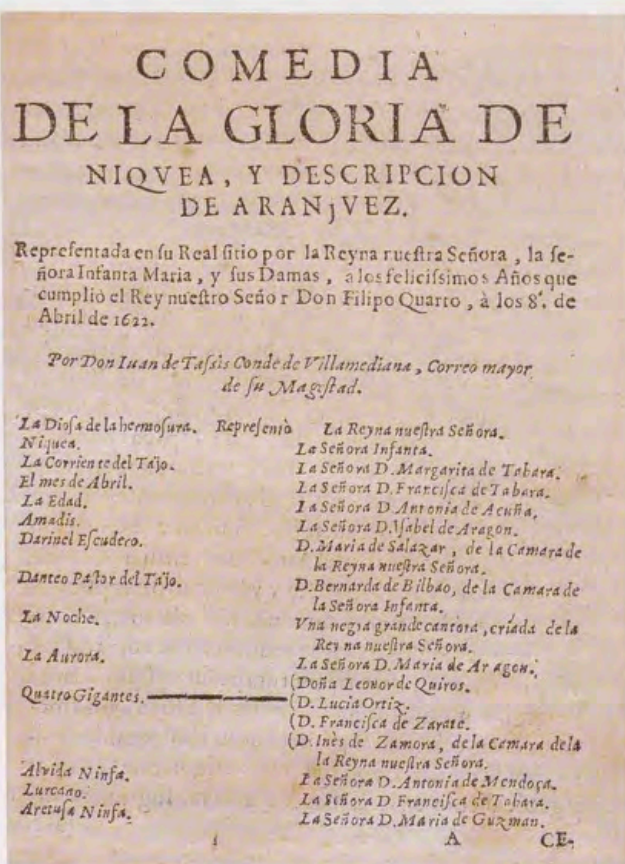 COMEDIA
DE LA GLORIA DE
NIQVEA, Y DESCRIPCION
DE ARANjVEZ.
Repreſentada en ſu Real ſitio por la Reyna rueſtra Señora, la ſe-
ñora Infanta Maria, y ſus Damas, a los feliciſsimos Años que
cumpliò el Rey nueſtro Señor Don Filipo Quarto, à los 8. de
Abril de 1622.
Por Don Iuan de Taſsis Conde de Villamediana, Correo mayor
de ſu Mageſtad.
La Dioſa de la hermoſura. Repreſentò La Reyna nueſtra Señora.
Niquea. La Señora Infanta.
La Corriente del Tajo. La Señora D. Margarita de Tabara.
El mes de Abril. La Señora D. Franciſca de Tabara.
La Edad. La Señora D. Antonia de Acuña.
Amadis. La Señora D. Yſabel de Aragon.
Darinel Eſcudero. D. Maria de Salazar, de la Camara de
la Reyna nueſtra Señora.
Danteo Paſtor del Tajo. D. Bernarda de Bilbao, de la Camara de
la Señora Infanta.
La Noche. Vna negra grande cantora, criada de la
Reyna nueſtra Señora.
La Aurora. La Señora D. Maria de Aragon.
Quatro Gigantes. (Doña Leonor de Quiros.
(D. Lucia Ortiz.
(D. Franciſca de Zarate.
(D. Inès de Zamora, de la Camara de la
la Reyna nueſtra Señora.
Alvida Ninfa. La Señora D. Antonia de Mendoça.
Lurcano. La Señora D. Franciſca de Tabara.
Aretuſa Ninfa. La Señora D. Maria de Guzman.
A CE-